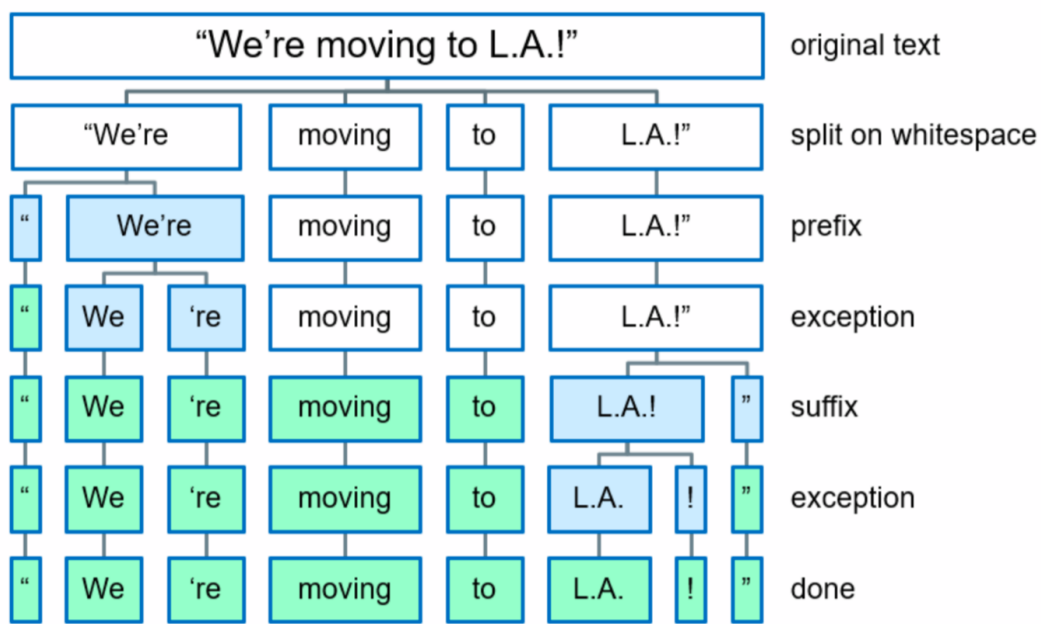 “We’re moving to L.A.!” original text
“We’re moving to L.A.!” split on whitespace
“ We’re moving to L.A.!” prefix
“ We ‘re moving to L.A.!” exception
“ We ‘re moving to L.A.! ” suffix
“ We ‘re moving to L.A. ! ” exception
“ We ‘re moving to L.A. ! ” done